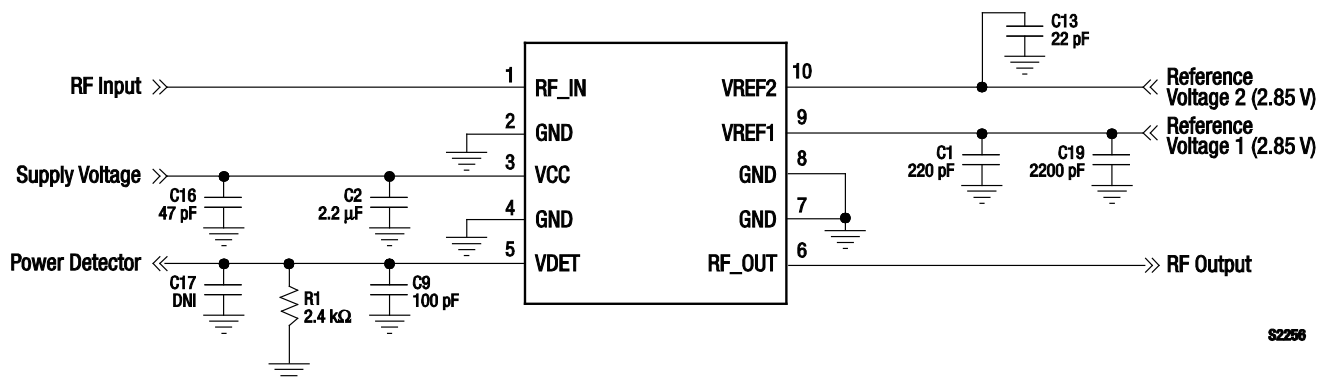 C13
22 pF
RF Input
1
RF_IN
VREF2
10
Reference
Voltage 2 (2.85 V)
2
GND
VREF1
9
Reference
Voltage 1 (2.85 V)
C1
220 pF
C19
2200 pF
Supply Voltage
3
VCC
GND
8
C16
47 pF
C2
2.2 μF
4
GND
GND
7
Power Detector
5
VDET
RF_OUT
6
RF Output
C17
DNI
R1
2.4 kΩ
C9
100 pF
S2256